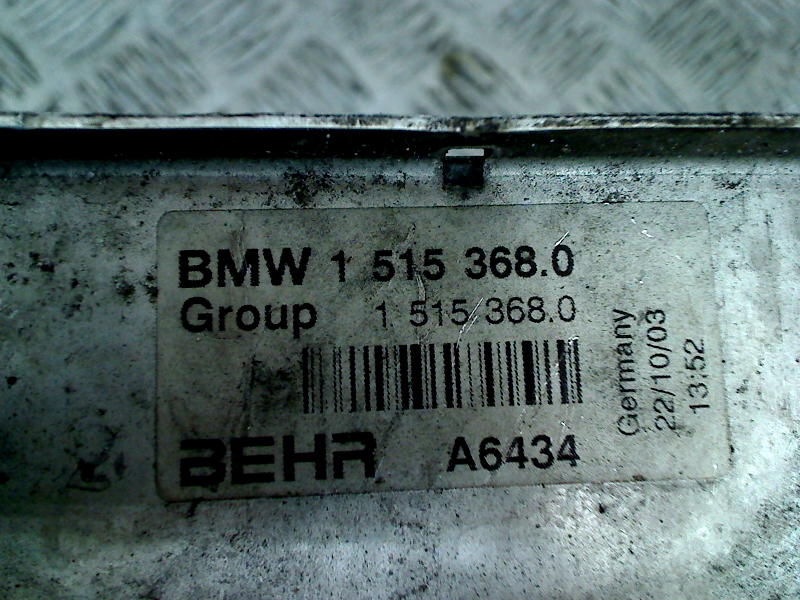 BMW 1 515 368.0
Group 1 515 368.0
BEHR A6434
Germany
22/10/03
13:52